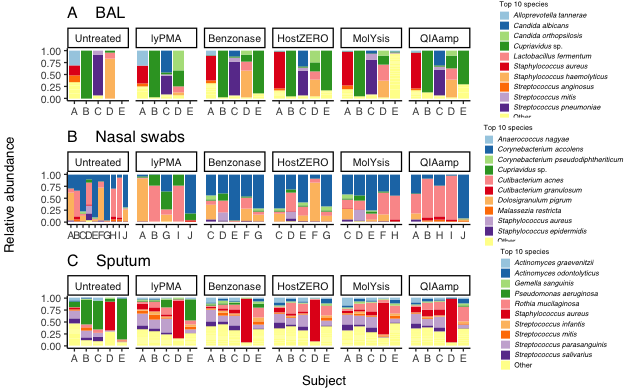 A BAL
Untreated lyPMA Benzonase HostZERO MolYsis QIAamp
1.00
0.75
0.50
0.25
0.00
A B C D E A B C D E A B C D E A B C D E A B C D E A B C D E
Top 10 species
Alloprevotella tannerae
Candida albicans
Candida orthopsilosis
Cupriavidus sp.
Lactobacillus fermentum
Staphylococcus aureus
Staphylococcus haemolyticus
Streptococcus anginosus
Streptococcus mitis
Streptococcus pneumoniae
Other
B Nasal swabs
Untreated lyPMA Benzonase HostZERO MolYsis QIAamp
1.00
0.75
0.50
0.25
0.00
ABCDEFGHIJ A B G I J C D E F G C D E F G C D E F H A B H I J
Top 10 species
Anaerococcus nagyae
Corynebacterium accolens
Corynebacterium pseudodiphtheriticum
Cupriavidus sp.
Cutibacterium acnes
Cutibacterium granulosum
Dolosigranulum pigrum
Malassezia restricta
Staphylococcus aureus
Staphylococcus epidermidis
Other
C Sputum
Untreated lyPMA Benzonase HostZERO MolYsis QIAamp
1.00
0.75
0.50
0.25
0.00
A B C D E A B C D E A B C D E A B C D E A B C D E A B C D E
Top 10 species
Actinomyces graevenitzii
Actinomyces odontolyticus
Gemella sanguinis
Pseudomonas aeruginosa
Rothia mucilaginosa
Staphylococcus aureus
Streptococcus infantis
Streptococcus mitis
Streptococcus parasanguinis
Streptococcus salivarius
Other
Relative abundance
Subject